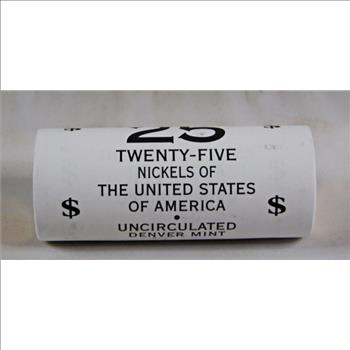 $ 25 $
TWENTY-FIVE
NICKELS OF
THE UNITED STATES
$ OF AMERICA $
•
UNCIRCULATED
DENVER MINT